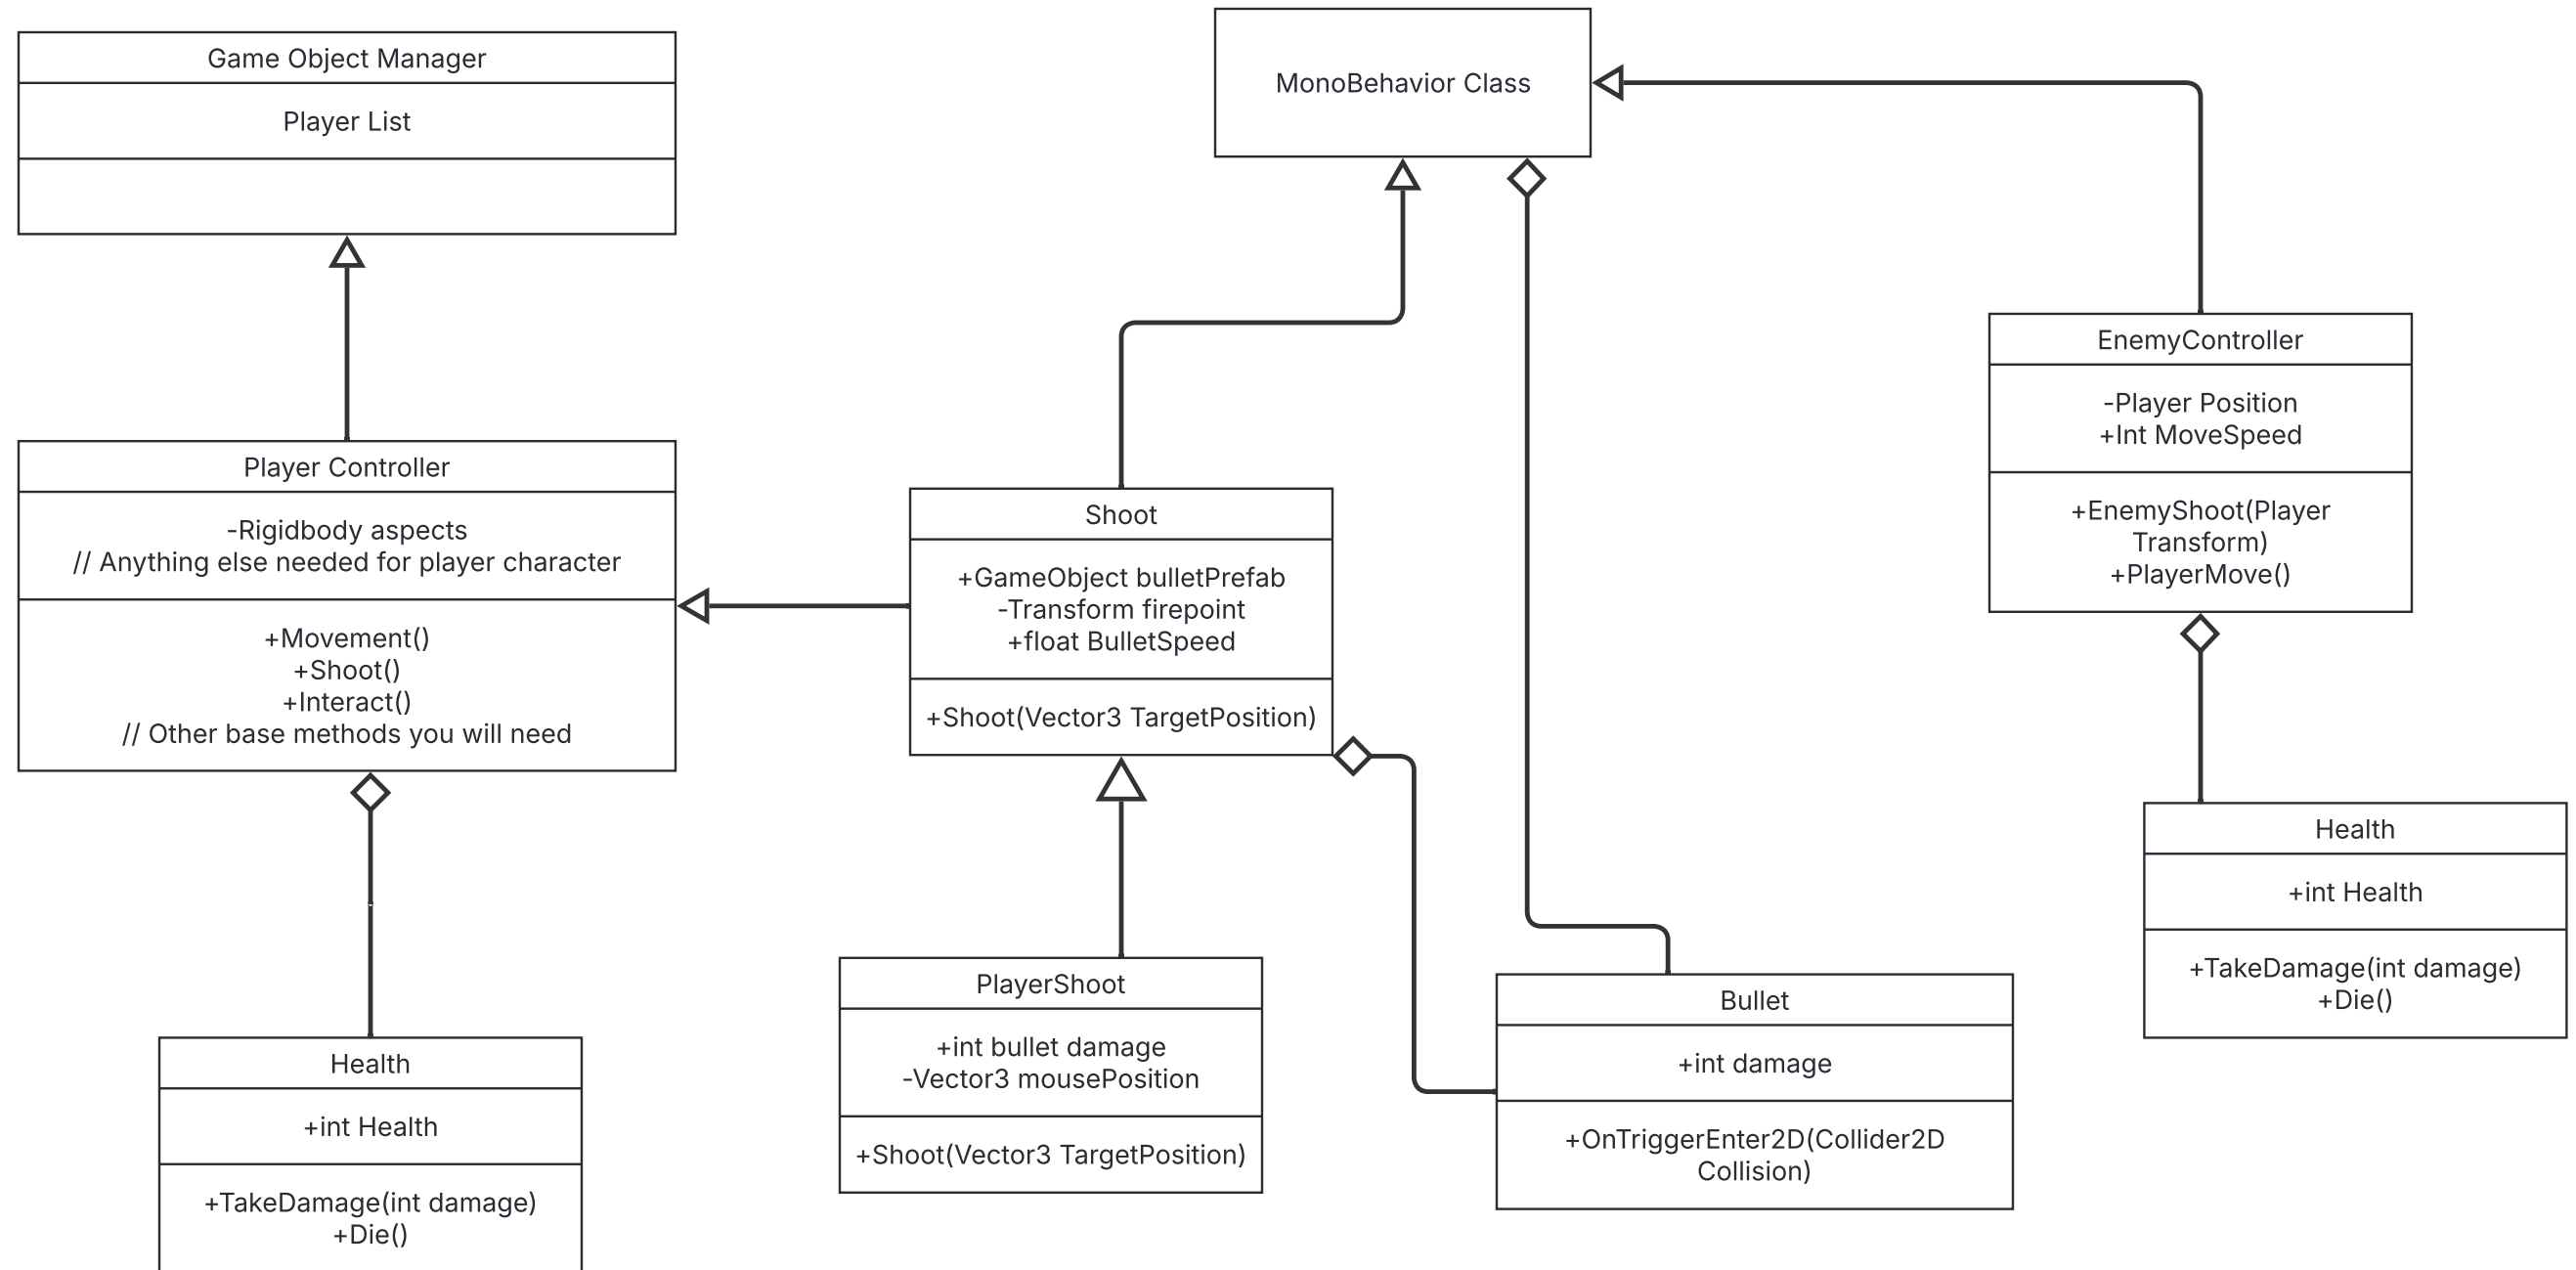 Game Object Manager
Player List
MonoBehavior Class
Player Controller
-Rigidbody aspects
// Anything else needed for player character
+Movement()
+Shoot()
+Interact()
// Other base methods you will need
Shoot
+GameObject bulletPrefab
-Transform firepoint
+float BulletSpeed
+Shoot(Vector3 TargetPosition)
EnemyController
-Player Position
+Int MoveSpeed
+EnemyShoot(Player
Transform)
+PlayerMove()
Health
+int Health
+TakeDamage(int damage)
+Die()
PlayerShoot
+int bullet damage
-Vector3 mousePosition
+Shoot(Vector3 TargetPosition)
Bullet
+int damage
+OnTriggerEnter2D(Collider2D
Collision)
Health
+int Health
+TakeDamage(int damage)
+Die()